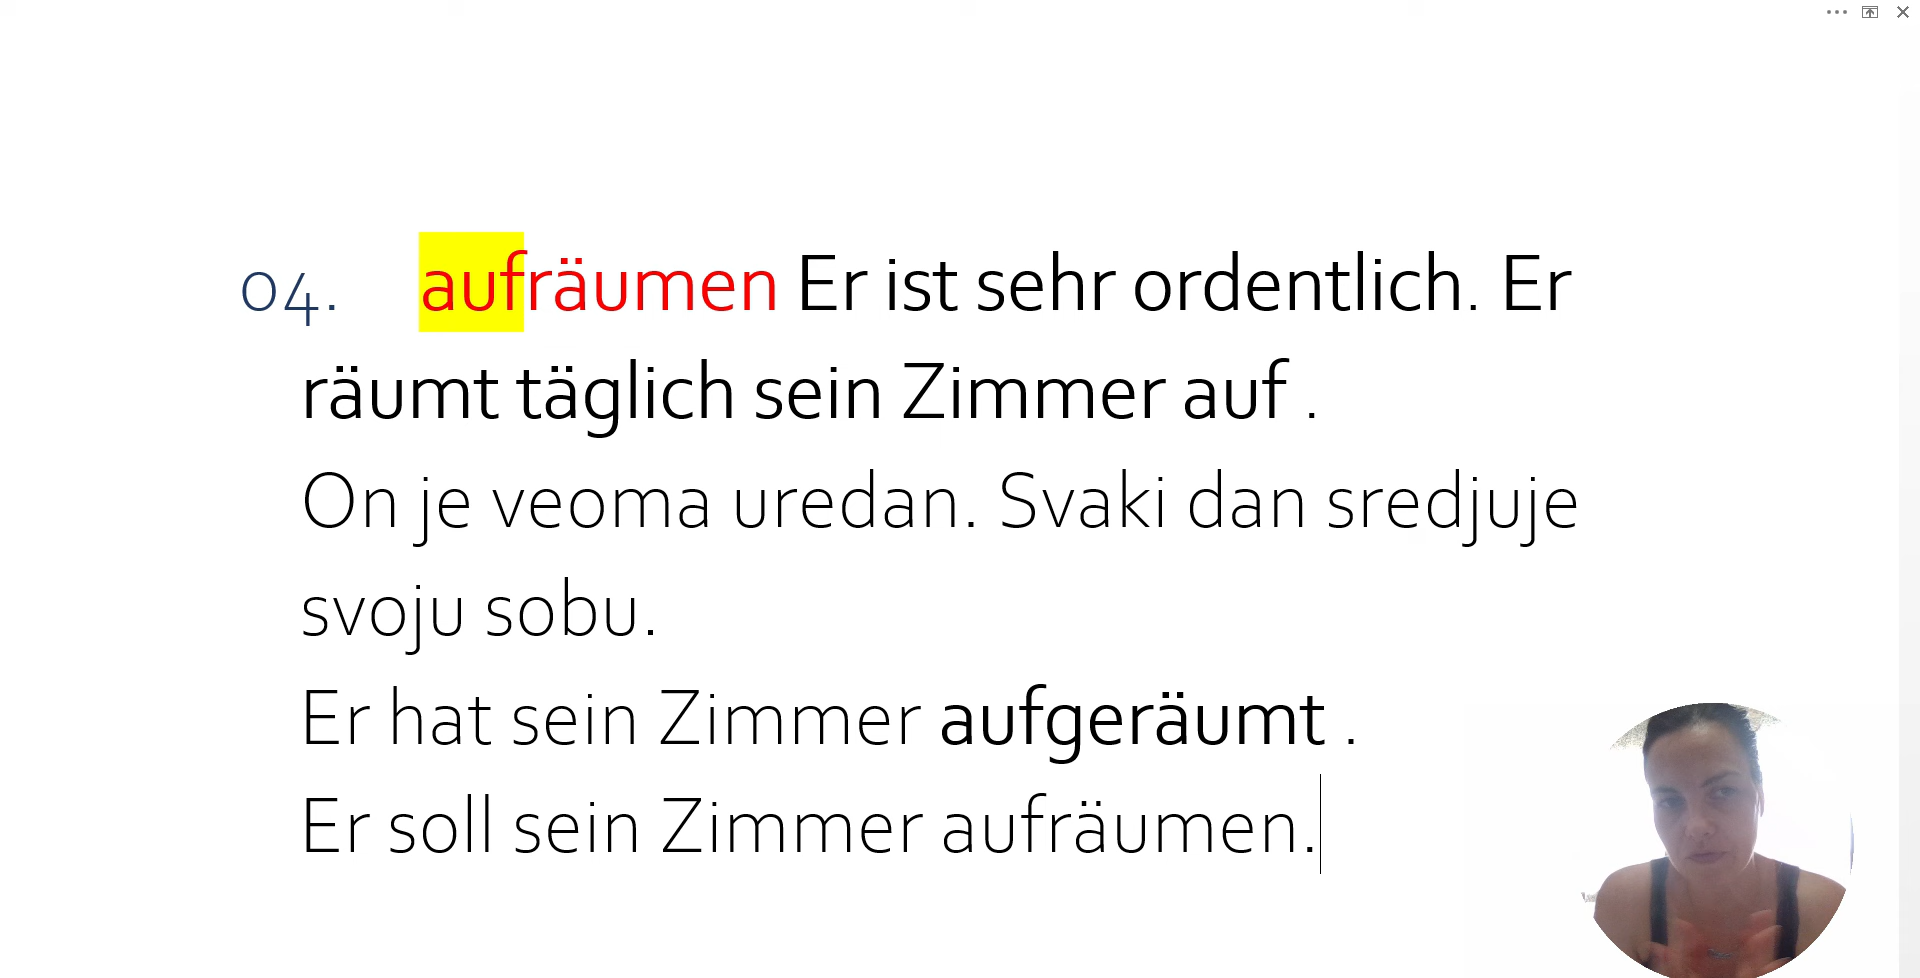 04. aufräumen Er ist sehr ordentlich. Er
räumt täglich sein Zimmer auf .
On je veoma uredan. Svaki dan sredjuje
svoju sobu.
Er hat sein Zimmer aufgeräumt .
Er soll sein Zimmer aufräumen.